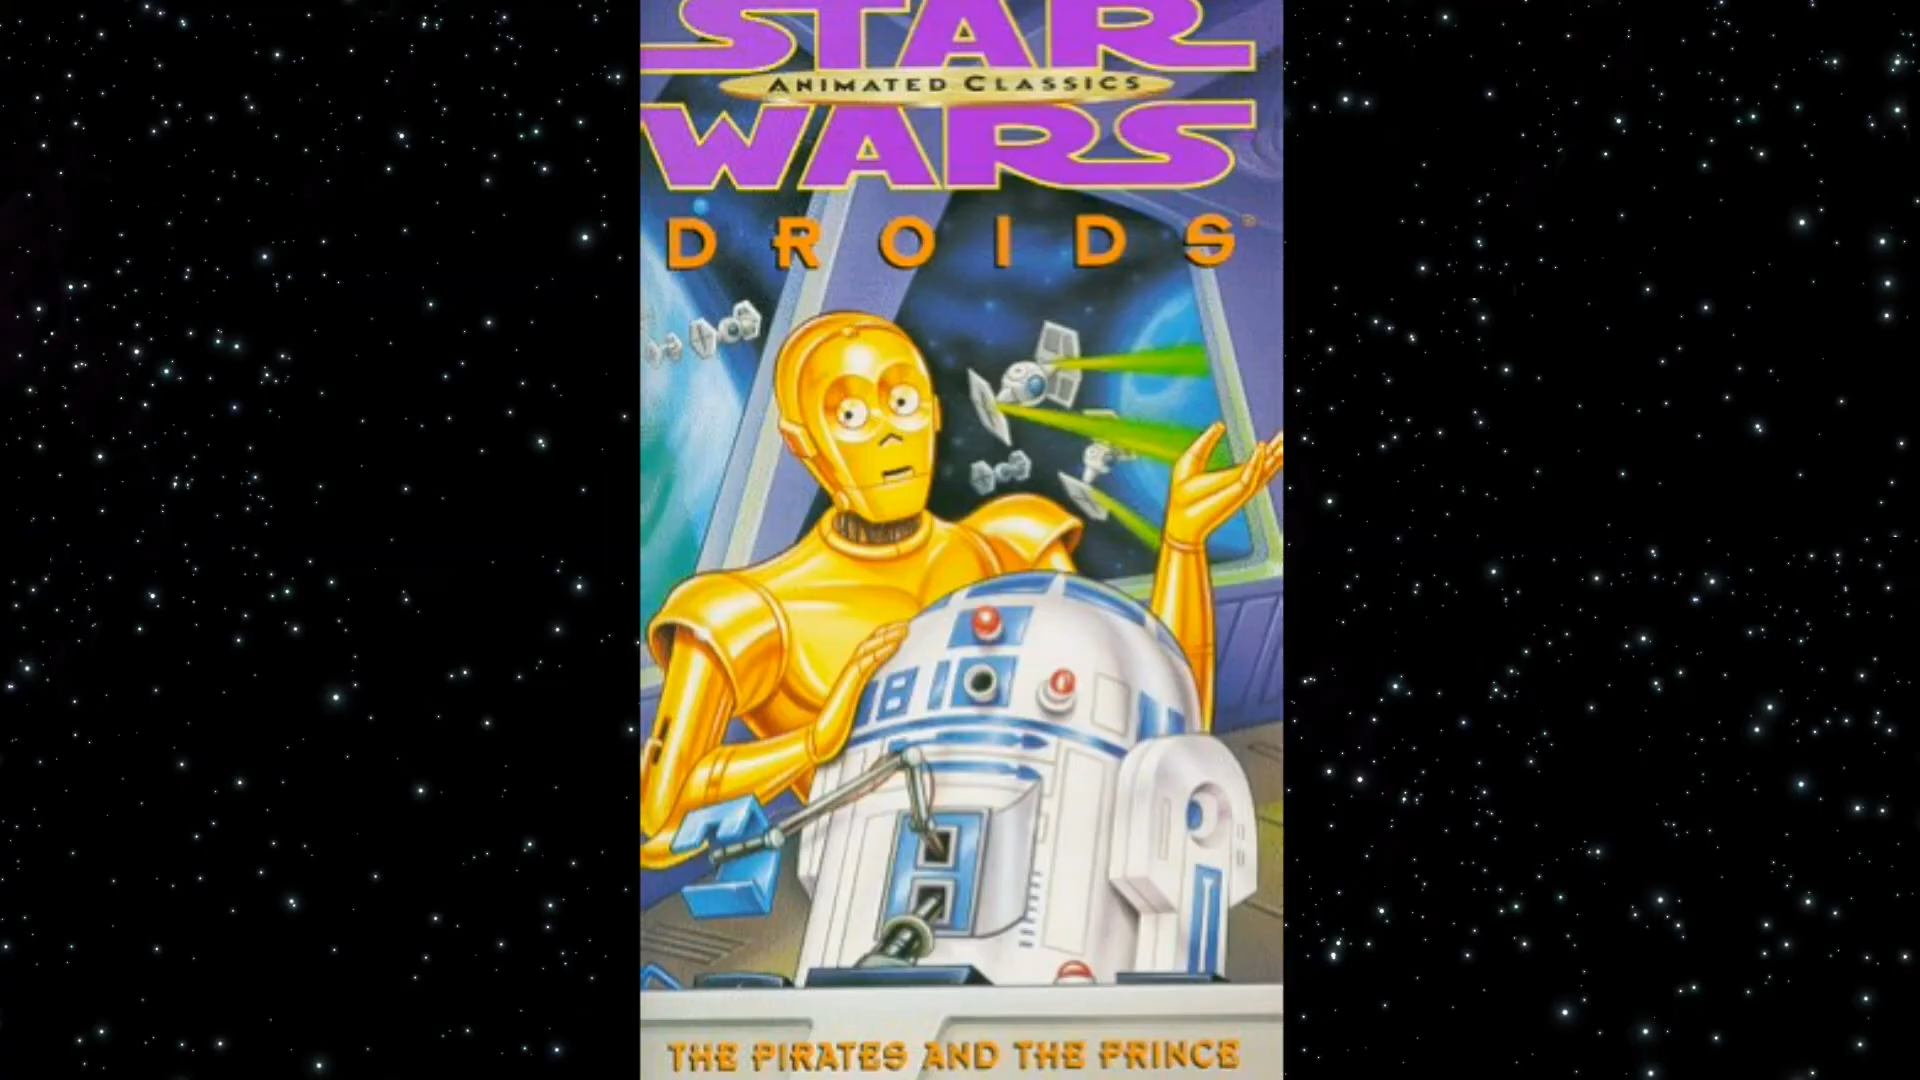 STAR
ANIMATED CLASSICS
WARS
DROIDS®
THE PIRATES AND THE PRINCE